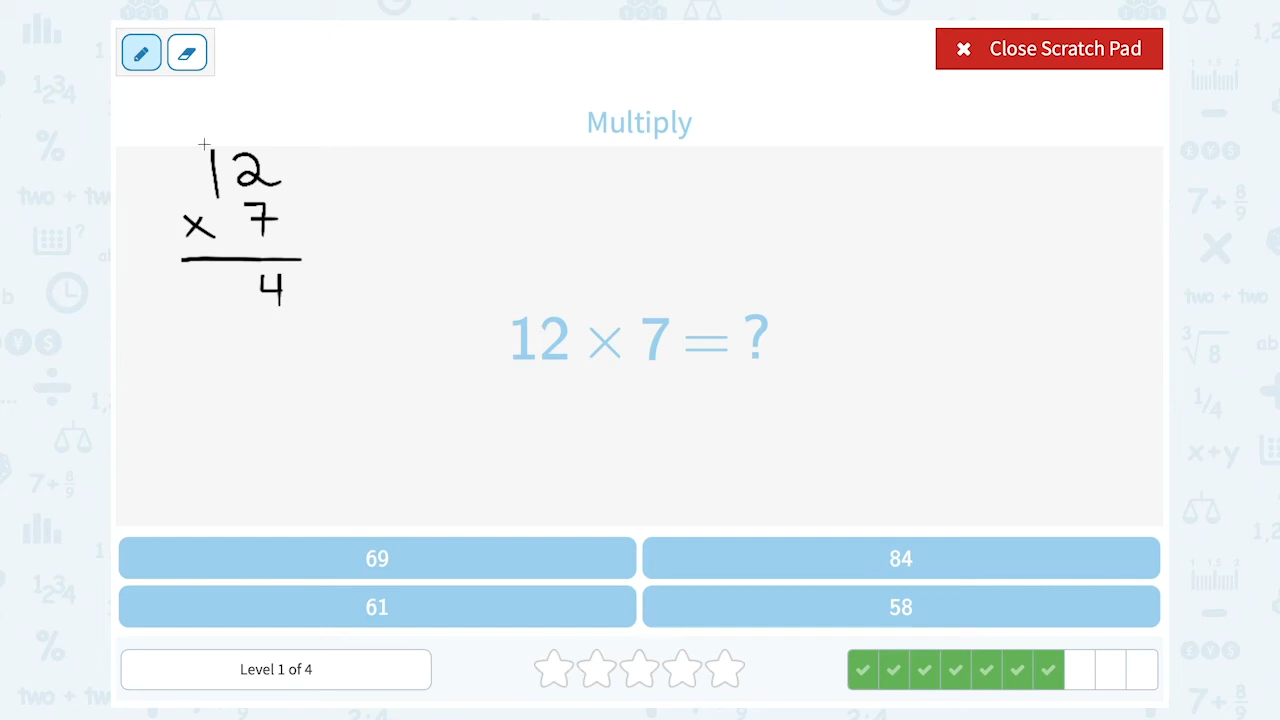 Close Scratch Pad
Multiply
12
x 7
4
12 × 7 = ?
69
84
61
58
Level 1 of 4